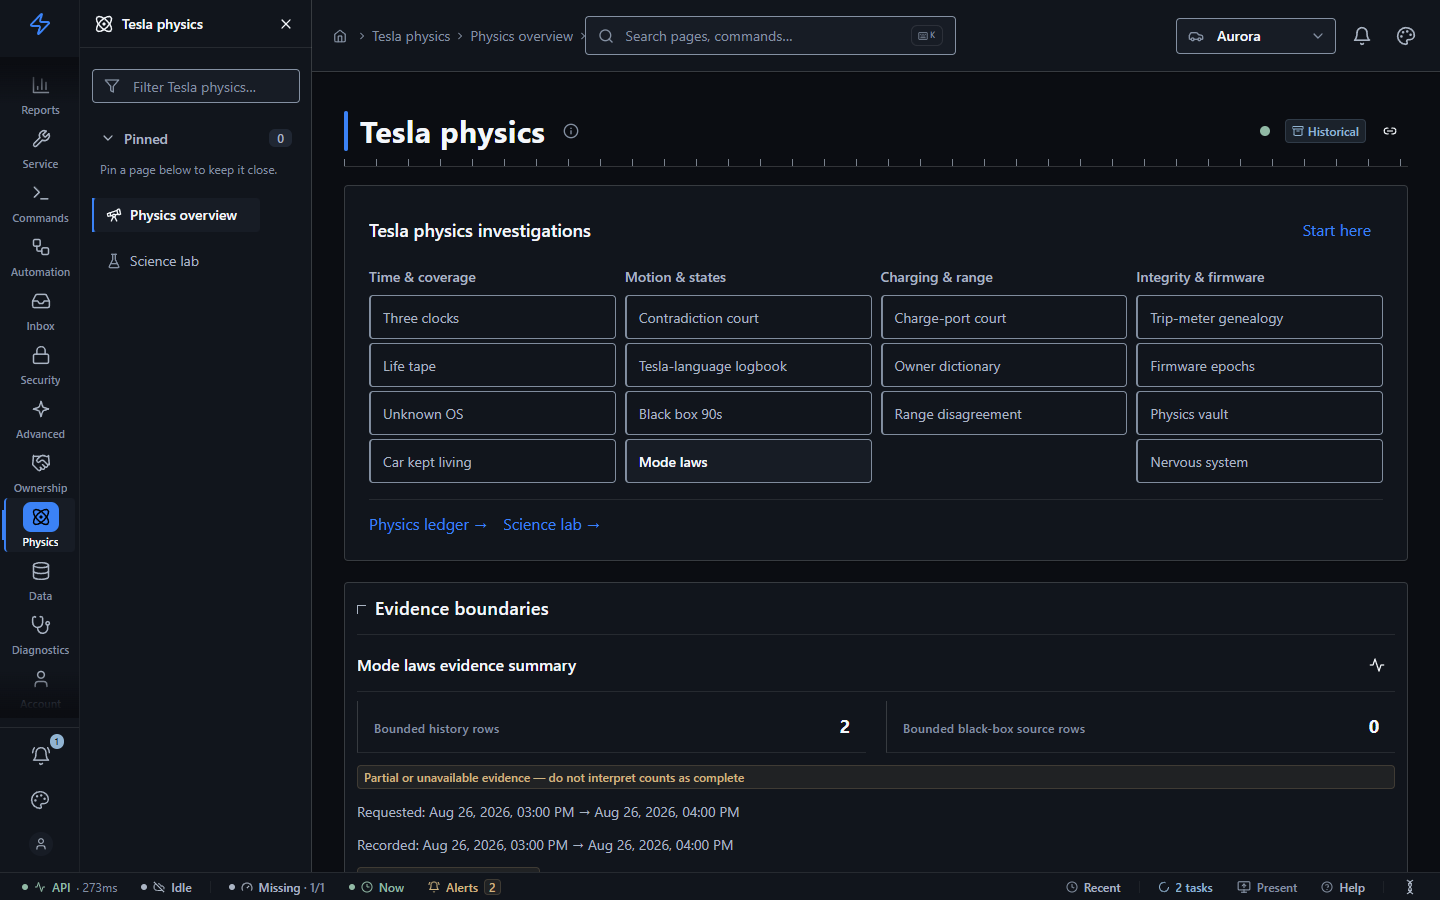 Tesla physics
Tesla physics
Physics overview
Search pages, commands...
K
Aurora
Reports
Service
Commands
Automation
Inbox
Security
Advanced
Ownership
Physics
Data
Diagnostics
Account
1
Filter Tesla physics...
Pinned
0
Pin a page below to keep it close.
Physics overview
Science lab
Tesla physics
Historical
Tesla physics investigations
Start here
Time & coverage
Three clocks
Life tape
Unknown OS
Car kept living
Motion & states
Contradiction court
Tesla-language logbook
Black box 90s
Mode laws
Charging & range
Charge-port court
Owner dictionary
Range disagreement
Integrity & firmware
Trip-meter genealogy
Firmware epochs
Physics vault
Nervous system
Physics ledger →
Science lab →
Evidence boundaries
Mode laws evidence summary
Bounded history rows
2
Bounded black-box source rows
0
Partial or unavailable evidence — do not interpret counts as complete
Requested: Aug 26, 2026, 03:00 PM → Aug 26, 2026, 04:00 PM
Recorded: Aug 26, 2026, 03:00 PM → Aug 26, 2026, 04:00 PM
API · 273ms
Idle
Missing · 1/1
Now
Alerts 2
Recent
2 tasks
Present
Help